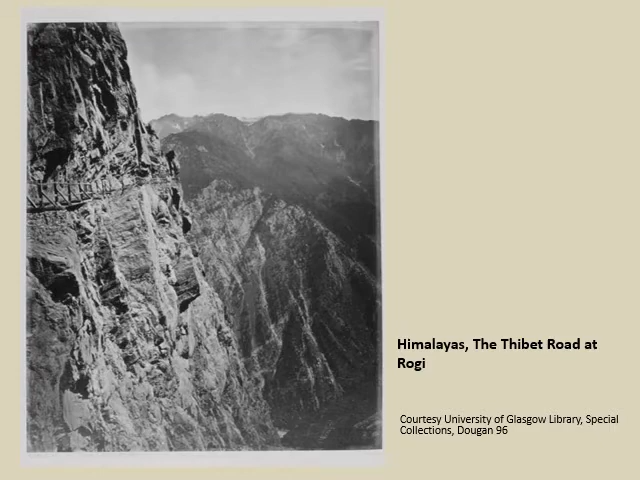 Himalayas, The Thibet Road at
Rogi
Courtesy University of Glasgow Library, Special
Collections, Dougan 96